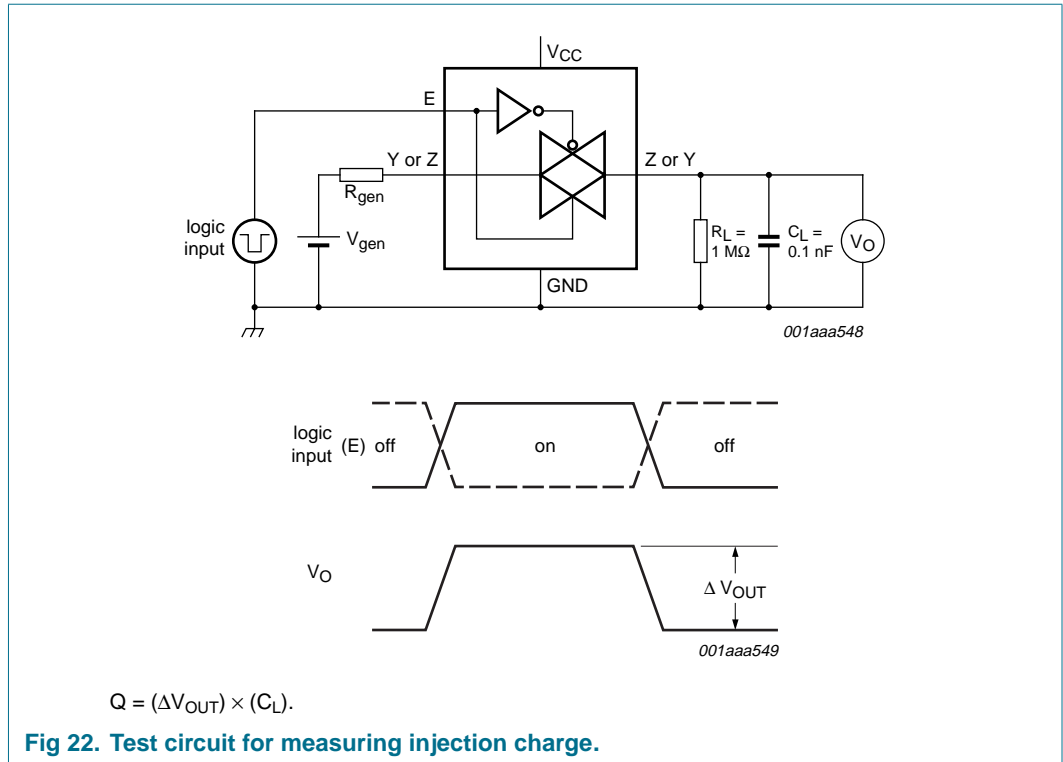 VCC
E
Y or Z
Z or Y
Rgen
logic
input
Vgen
RL =
1 MΩ
CL =
0.1 nF
VO
GND
001aaa548
logic
input
(E)
off
on
off
VO
Δ VOUT
001aaa549
Q = (ΔVOUT) × (CL).
Fig 22. Test circuit for measuring injection charge.